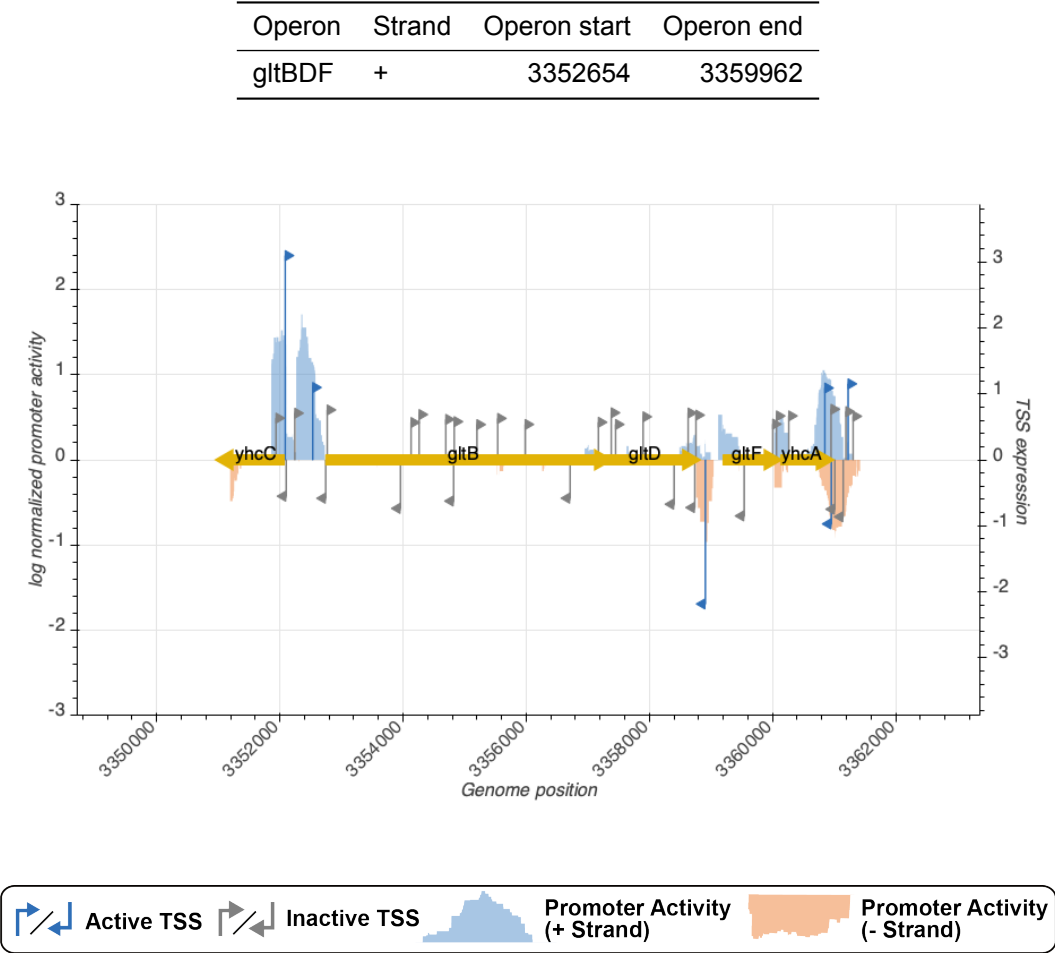 Operon Strand Operon start Operon end
gltBDF + 3352654 3359962
3
2
1
0
-1
-2
-3
log normalized promoter activity
3
2
1
0
-1
-2
-3
TSS expression
yhcC gltB gltD gltF yhcA
3350000 3352000 3354000 3356000 3358000 3360000 3362000
Genome position
Active TSS
Inactive TSS
Promoter Activity
(+ Strand)
Promoter Activity
(- Strand)